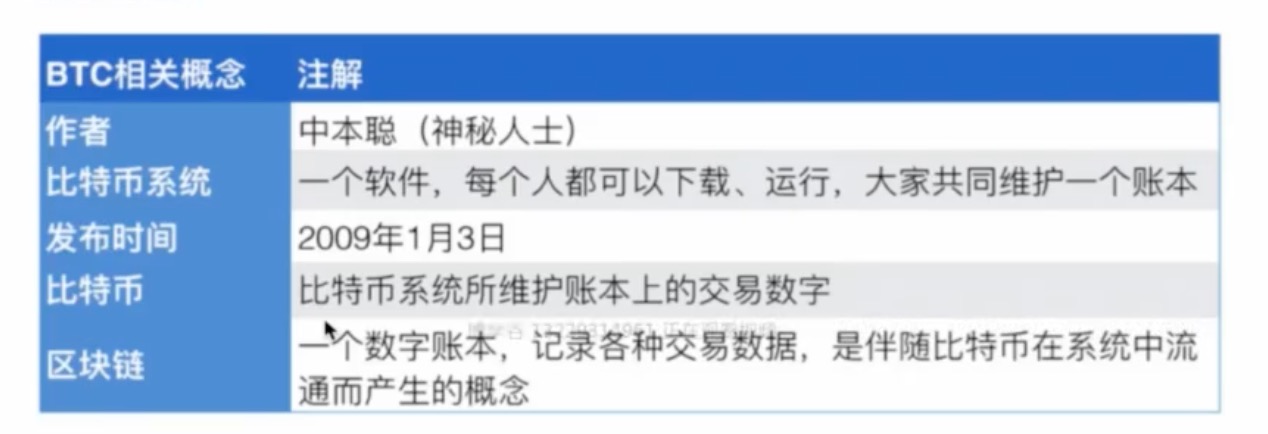 BTC相关概念 注解
作者 中本聪（神秘人士）
比特币系统 一个软件，每个人都可以下载、运行，大家共同维护一个账本
发布时间 2009年1月3日
比特币 比特币系统所维护账本上的交易数字
区块链 一个数字账本，记录各种交易数据，是伴随比特币在系统中流
通而产生的概念